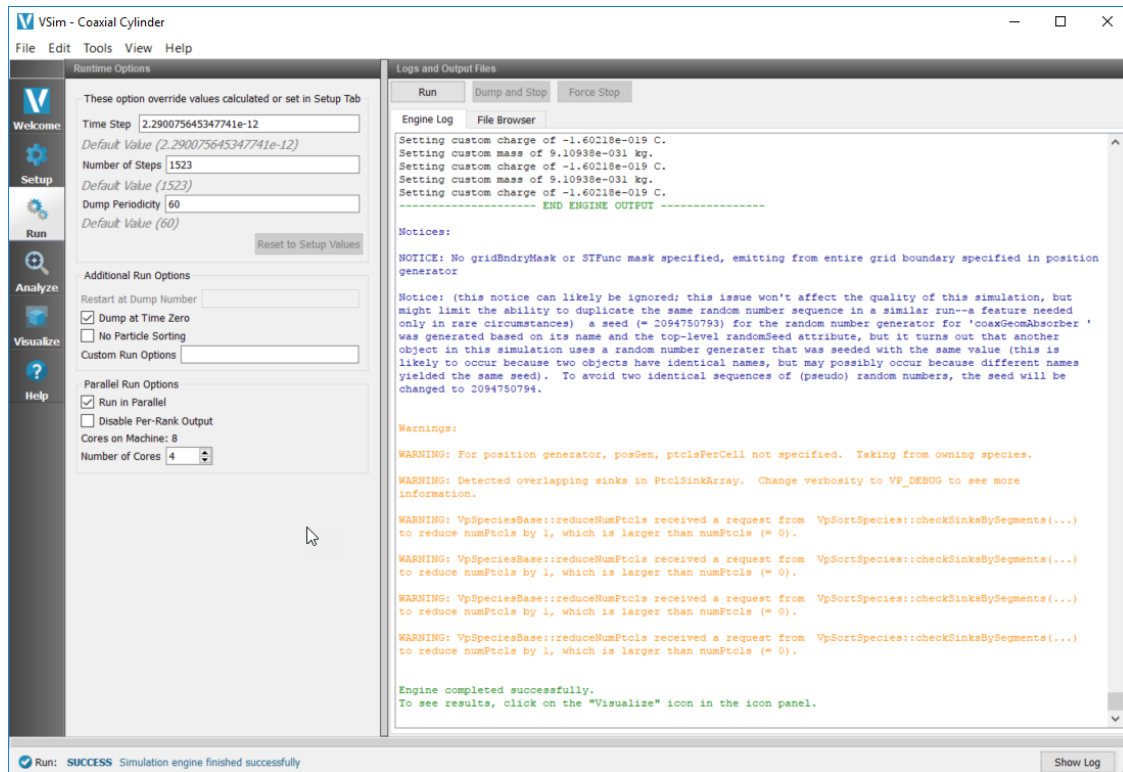 VSim - Coaxial Cylinder
File Edit Tools View Help
Runtime Options
Welcome
Setup
Run
Analyze
Visualize
Help
These option override values calculated or set in Setup Tab
Time Step 2.290075645347741e-12
Default Value (2.290075645347741e-12)
Number of Steps 1523
Default Value (1523)
Dump Periodicity 60
Default Value (60)
Reset to Setup Values
Additional Run Options
Restart at Dump Number
Dump at Time Zero
No Particle Sorting
Custom Run Options
Parallel Run Options
Run in Parallel
Disable Per-Rank Output
Cores on Machine: 8
Number of Cores 4
Logs and Output Files
Run Dump and Stop Force Stop
Engine Log File Browser
Setting custom charge of -1.60218e-019 C.
Setting custom mass of 9.10938e-031 kg.
Setting custom charge of -1.60218e-019 C.
Setting custom mass of 9.10938e-031 kg.
Setting custom charge of -1.60218e-019 C.
--------------------- END ENGINE OUTPUT ----------------
Notices:
NOTICE: No gridBndryMask or STFunc mask specified, emitting from entire grid boundary specified in position
generator
Notice: (this notice can likely be ignored; this issue won't affect the quality of this simulation, but
might limit the ability to duplicate the same random number sequence in a similar run--a feature needed
only in rare circumstances) a seed (= 2094750793) for the random number generator for 'coaxGeomAbsorber '
was generated based on its name and the top-level randomSeed attribute, but it turns out that another
object in this simulation uses a random number generater that was seeded with the same value (this is
likely to occur because two objects have identical names, but may possibly occur because different names
yielded the same seed). To avoid two identical sequences of (pseudo) random numbers, the seed will be
changed to 2094750794.
Warnings:
WARNING: For position generator, posGen, ptclsPerCell not specified. Taking from owning species.
WARNING: Detected overlapping sinks in PtclSinkArray. Change verbosity to VP_DEBUG to see more
information.
WARNING: VpSpeciesBase::reduceNumPtcls received a request from VpSortSpecies::checkSinksBySegments(...)
to reduce numPtcls by 1, which is larger than numPtcls (= 0).
WARNING: VpSpeciesBase::reduceNumPtcls received a request from VpSortSpecies::checkSinksBySegments(...)
to reduce numPtcls by 1, which is larger than numPtcls (= 0).
WARNING: VpSpeciesBase::reduceNumPtcls received a request from VpSortSpecies::checkSinksBySegments(...)
to reduce numPtcls by 1, which is larger than numPtcls (= 0).
WARNING: VpSpeciesBase::reduceNumPtcls received a request from VpSortSpecies::checkSinksBySegments(...)
to reduce numPtcls by 1, which is larger than numPtcls (= 0).
Engine completed successfully.
To see results, click on the "Visualize" icon in the icon panel.
Run: SUCCESS Simulation engine finished successfully
Show Log